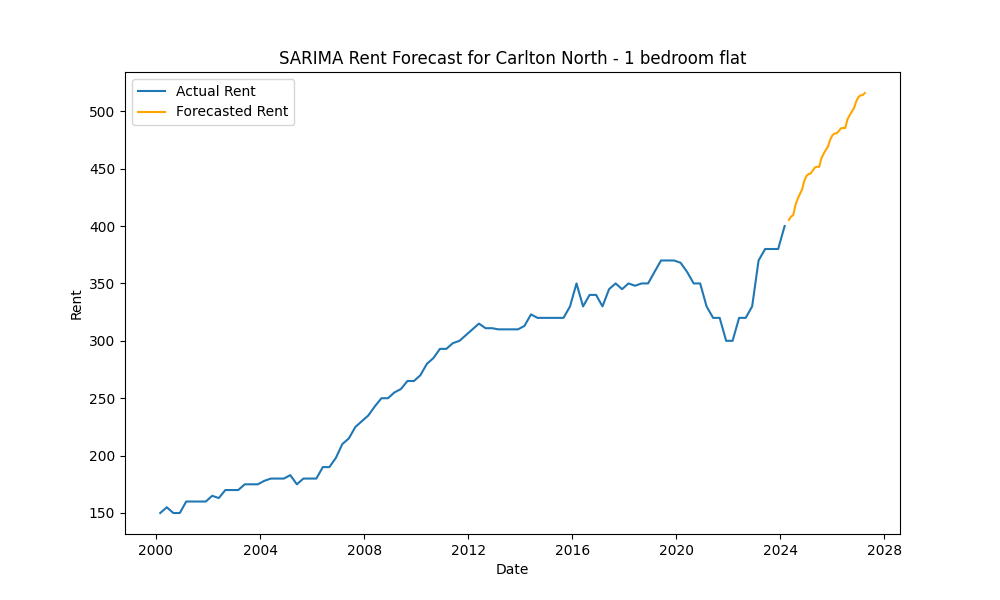 SARIMA Rent Forecast for Carlton North - 1 bedroom flat
Actual Rent
Forecasted Rent
500
450
400
350
300
250
200
150
Rent
2000 2004 2008 2012 2016 2020 2024 2028
Date